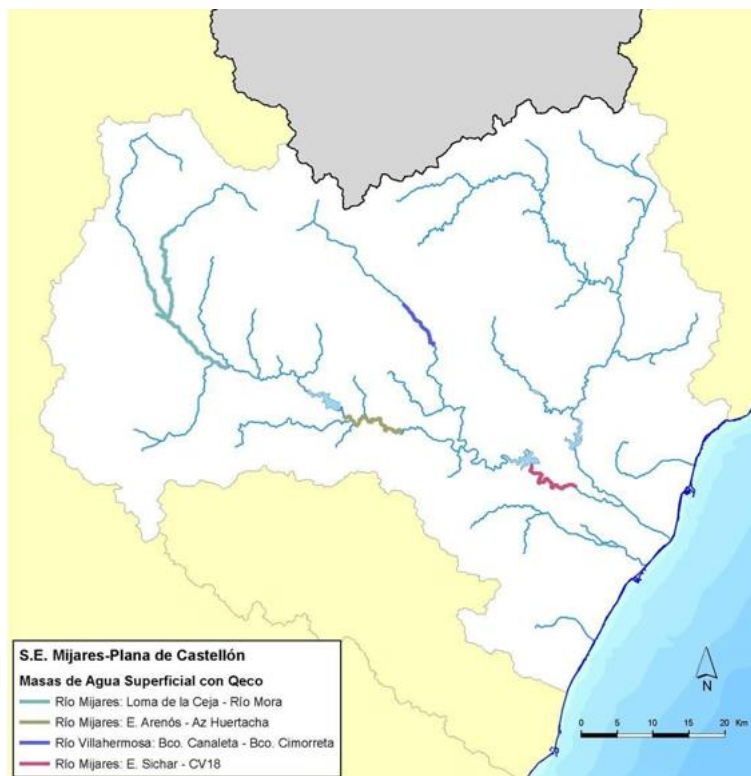 S.E. Mijares-Plana de Castellón
Masas de Agua Superficial con Qeco
Río Mijares: Loma de la Ceja - Río Mora
Río Mijares: E. Arenós - Az Huertacha
Río Villahermosa: Bco. Canaleta - Bco. Cimorreta
Río Mijares: E. Sichar - CV18
N
0 5 10 15 20 Km